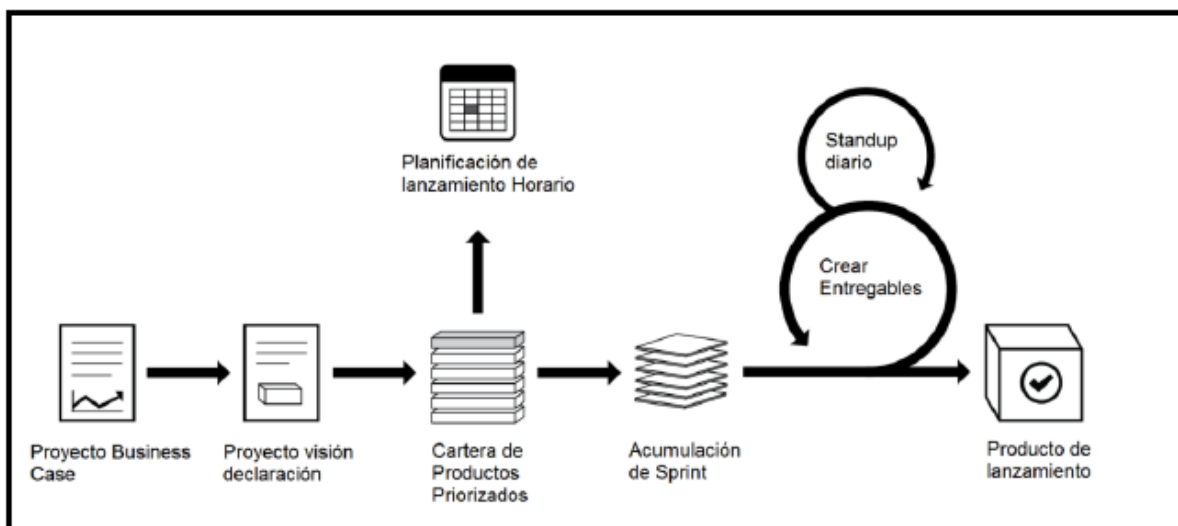 Planificación de
lanzamiento Horario
Standup
diario
Crear
Entregables
Proyecto Business
Case
Proyecto visión
declaración
Cartera de
Productos
Priorizados
Acumulación
de Sprint
Producto de
lanzamiento